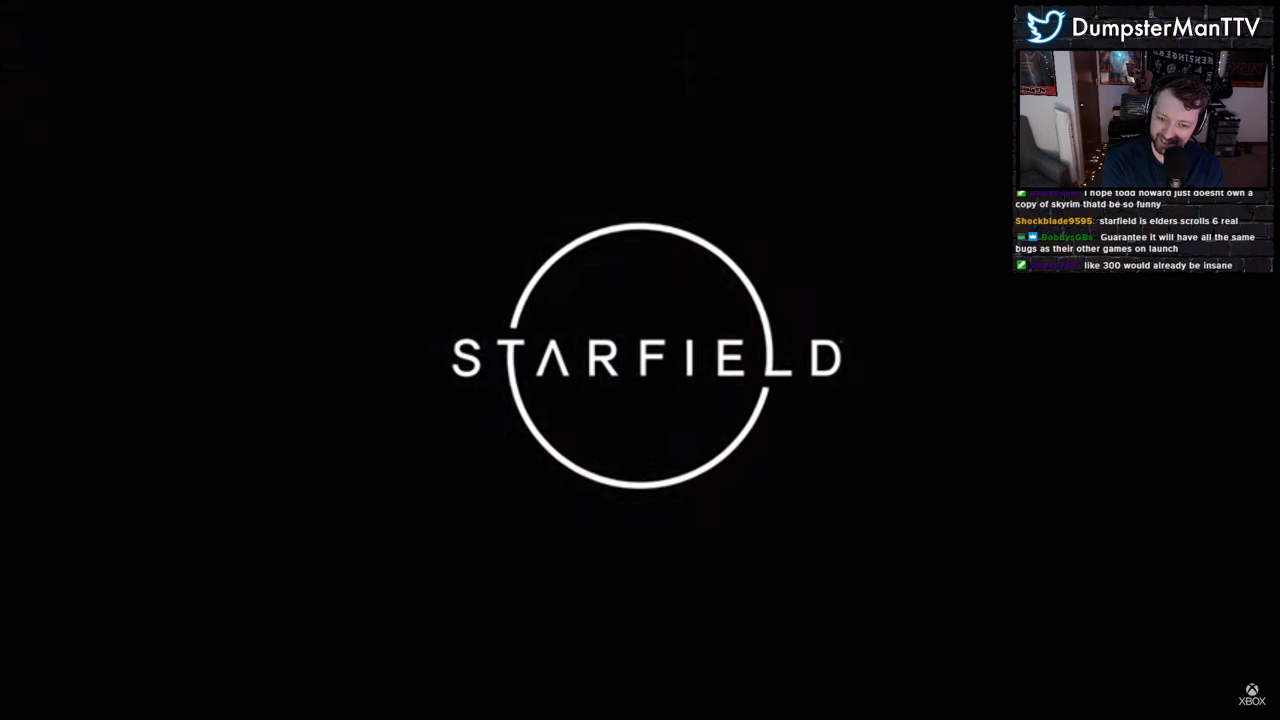 DumpsterManTTV
I hope todd howard just doesnt own a
copy of skyrim thatd be so funny
Shockblade9595: starfield is elders scrolls 6 real
BobbysGBs: Guarantee it will have all the same
bugs as their other games on launch
like 300 would already be insane
STARFIELD
XBOX